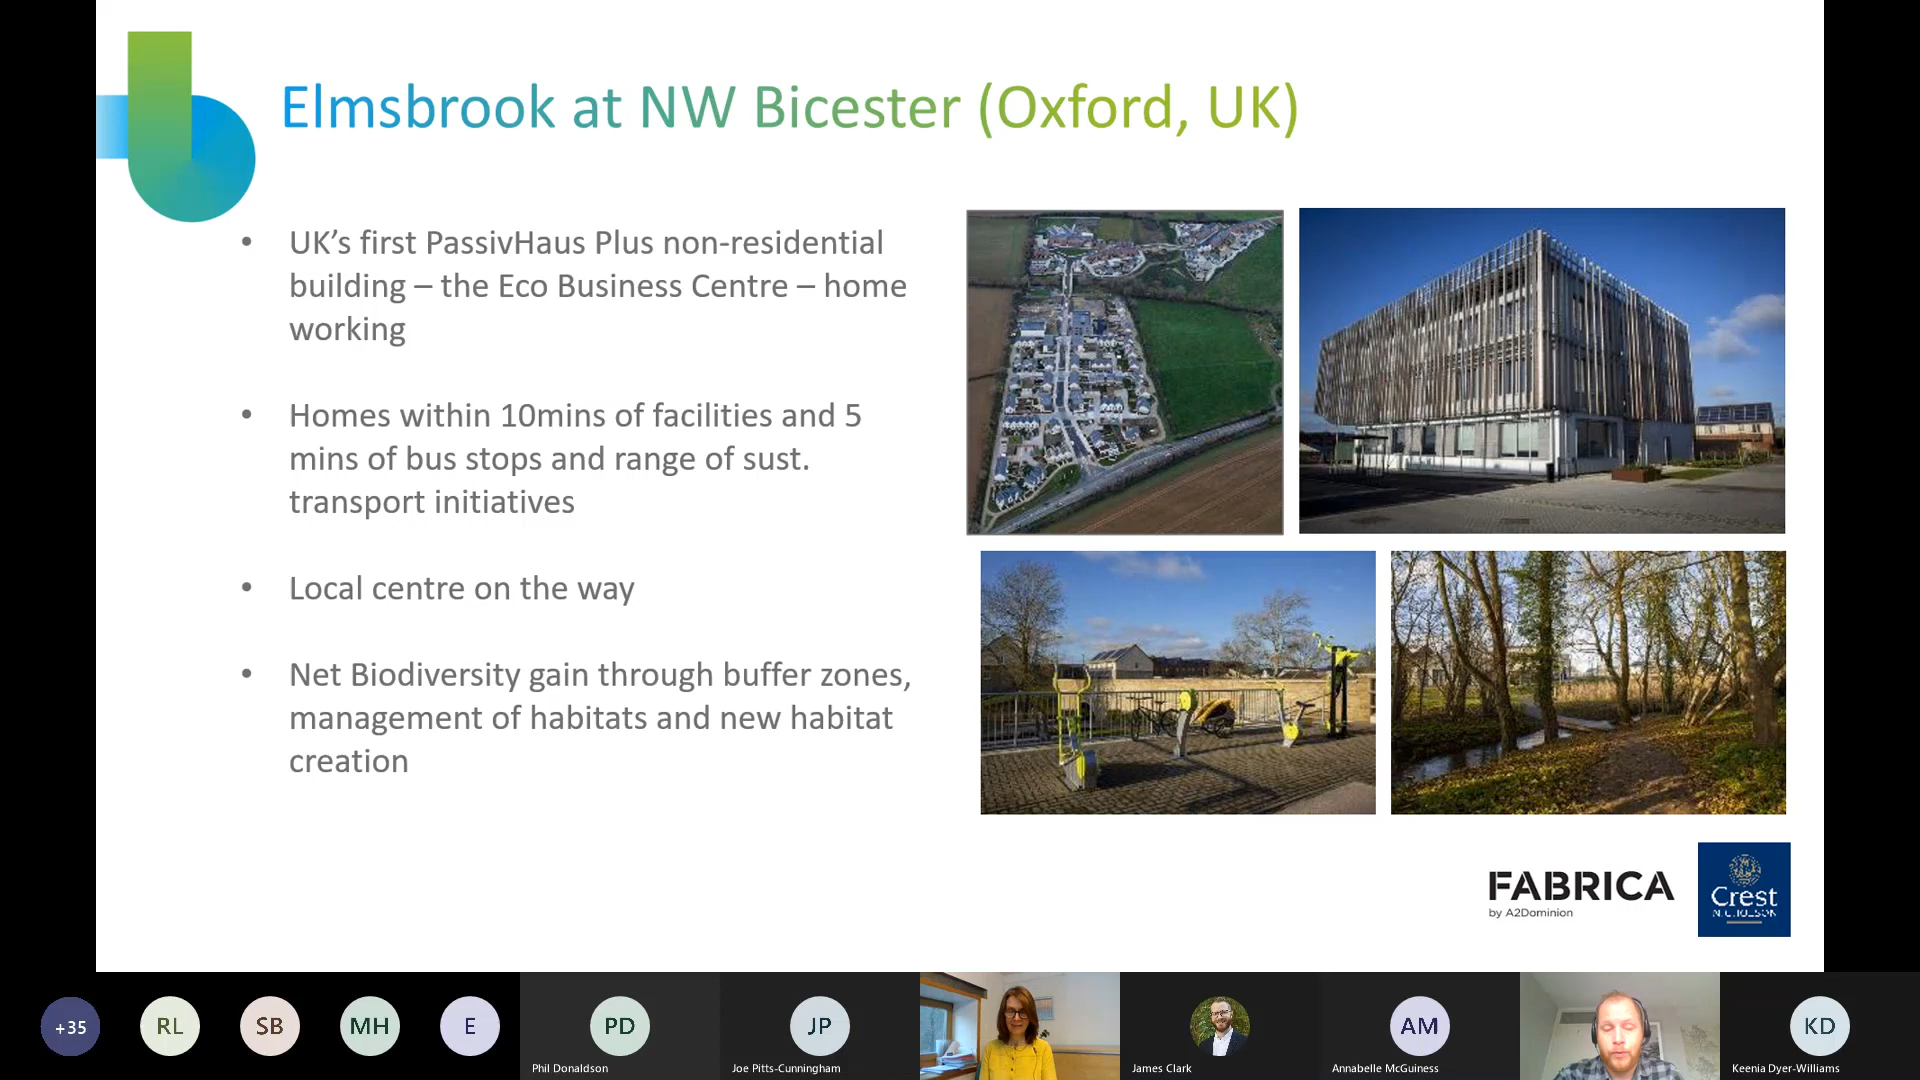 Elmsbrook at NW Bicester (Oxford, UK)
• UK’s first PassivHaus Plus non-residential
building – the Eco Business Centre – home
working
• Homes within 10mins of facilities and 5
mins of bus stops and range of sust.
transport initiatives
• Local centre on the way
• Net Biodiversity gain through buffer zones,
management of habitats and new habitat
creation
FABRICA
by A2Dominion
Crest
NICHOLSON
+35
RL
SB
MH
E
PD
JP
AM
KD
Phil Donaldson
Joe Pitts-Cunningham
James Clark
Annabelle McGuiness
Keenia Dyer-Williams